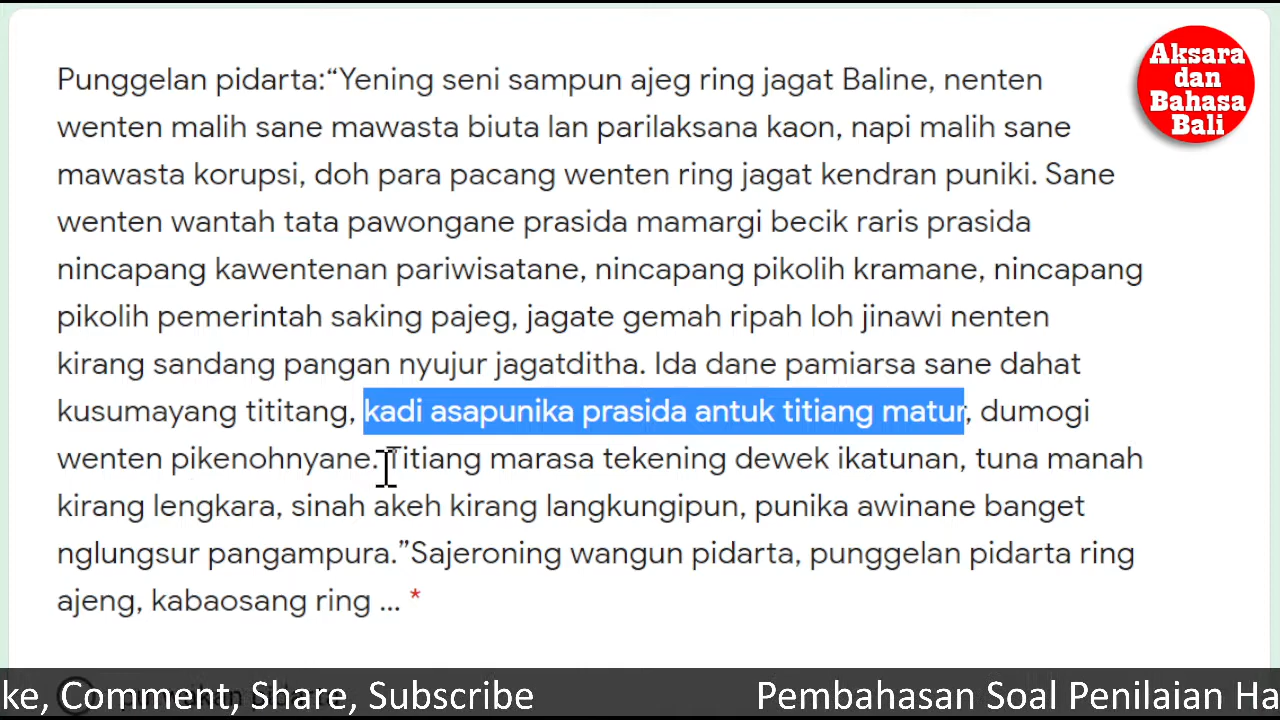 Aksara
dan
Bahasa
Bali
Punggelan pidarta:“Yening seni sampun ajeg ring jagat Baline, nenten
wenten malih sane mawasta biuta lan parilaksana kaon, napi malih sane
mawasta korupsi, doh para pacang wenten ring jagat kendran puniki. Sane
wenten wantah tata pawongane prasida mamargi becik raris prasida
nincapang kawentenan pariwisatane, nincapang pikolih kramane, nincapang
pikolih pemerintah saking pajeg, jagate gemah ripah loh jinawi nenten
kirang sandang pangan nyujur jagatditha. Ida dane pamiarsa sane dahat
kusumayang tititang, kadi asapunika prasida antuk titiang matur, dumogi
wenten pikenohnyane. Titiang marasa tekening dewek ikatunan, tuna manah
kirang lengkara, sinah akeh kirang langkungipun, punika awinane banget
nglungsur pangampura.”Sajeroning wangun pidarta, punggelan pidarta ring
ajeng, kabaosang ring ... *
ke, Comment, Share, Subscribe Pembahasan Soal Penilaian Ha